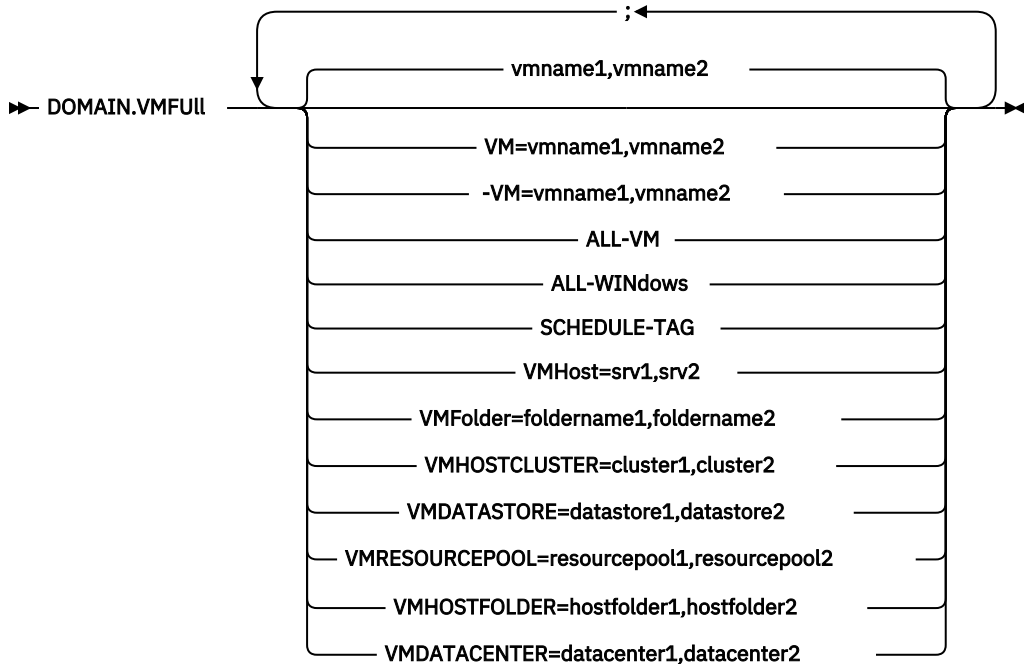 ;
vmname1,vmname2
DOMAIN.VMFUll
VM=vmname1,vmname2
-VM=vmname1,vmname2
ALL-VM
ALL-WINdows
SCHEDULE-TAG
VMHost=srv1,srv2
VMFolder=foldername1,foldername2
VMHOSTCLUSTER=cluster1,cluster2
VMDATASTORE=datastore1,datastore2
VMRESOURCEPOOL=resourcepool1,resourcepool2
VMHOSTFOLDER=hostfolder1,hostfolder2
VMDATACENTER=datacenter1,datacenter2